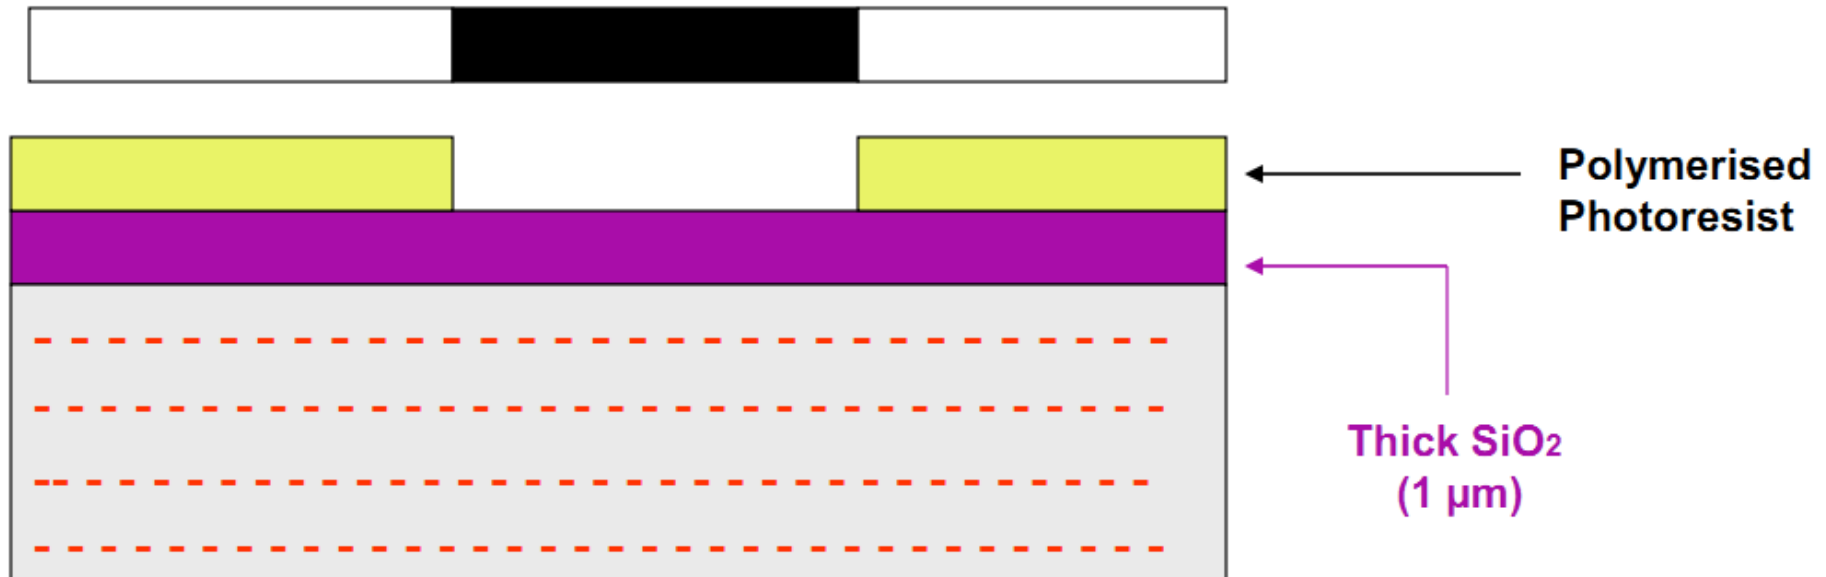 Polymerised
Photoresist
Thick SiO₂
(1 µm)